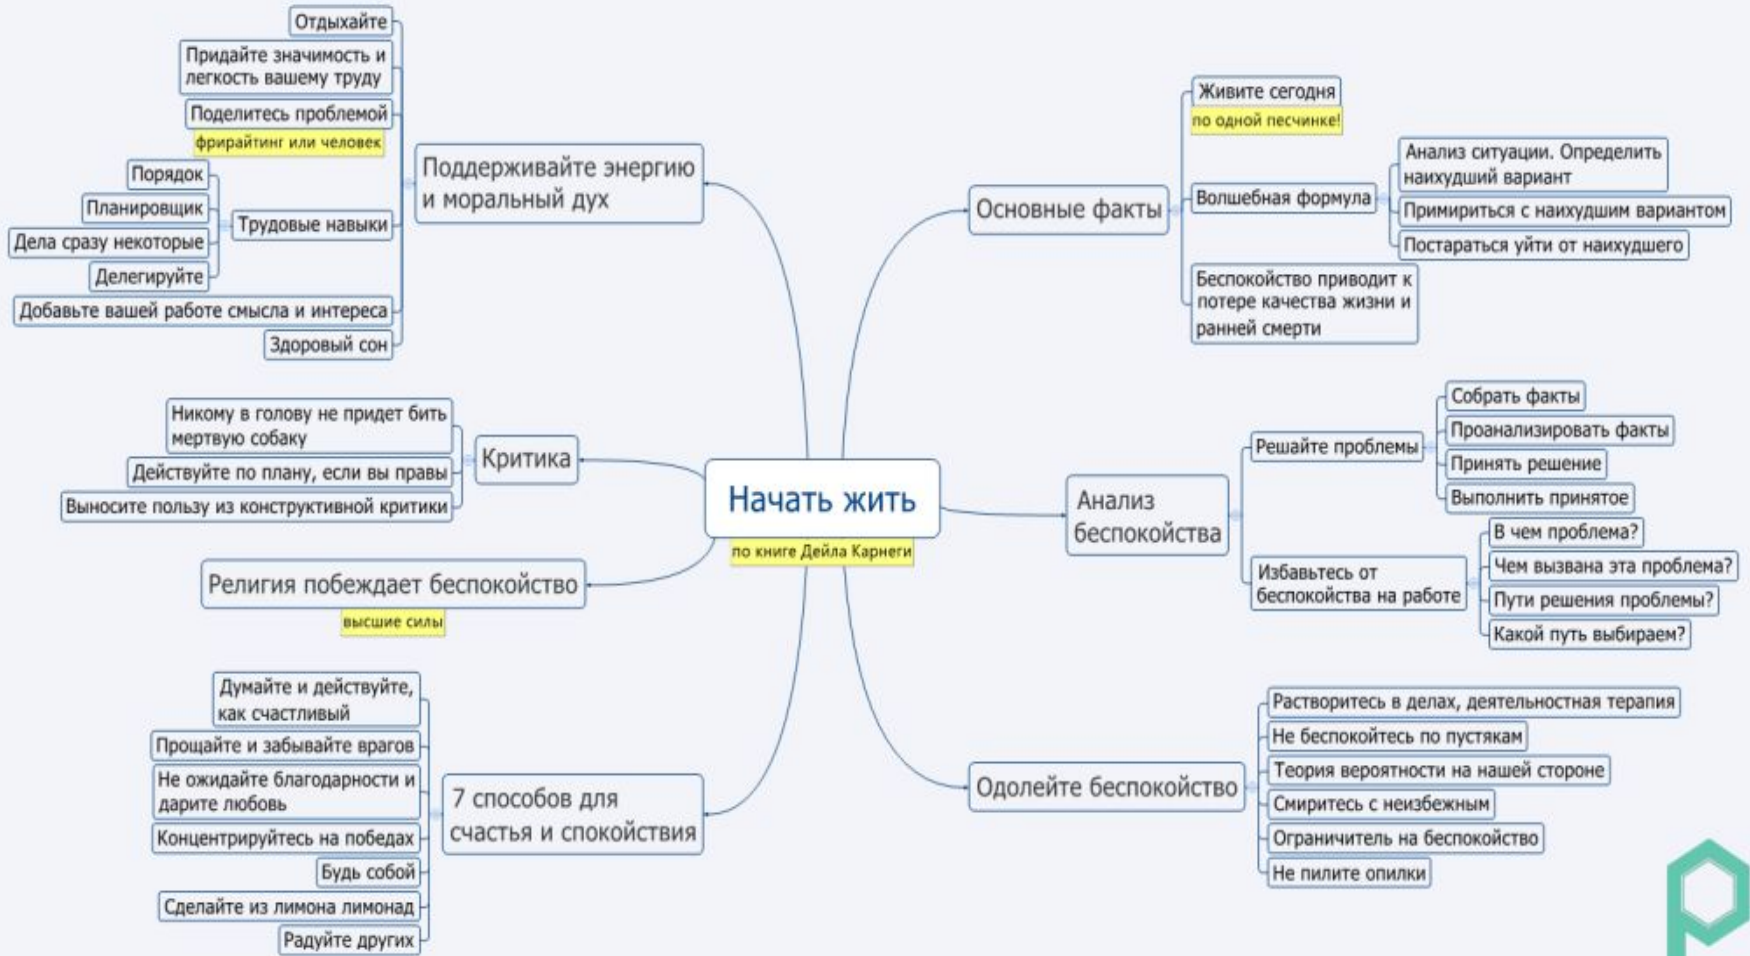 Начать жить
по книге Дейла Карнеги
Основные факты
Живите сегодня
по одной песчинке!
Волшебная формула
Анализ ситуации. Определить
наихудший вариант
Примириться с наихудшим вариантом
Постараться уйти от наихудшего
Беспокойство приводит к
потере качества жизни и
ранней смерти
Анализ
беспокойства
Решайте проблемы
Собрать факты
Проанализировать факты
Принять решение
Выполнить принятое
Избавьтесь от
беспокойства на работе
В чем проблема?
Чем вызвана эта проблема?
Пути решения проблемы?
Какой путь выбираем?
Одолейте беспокойство
Растворитесь в делах, деятельностная терапия
Не беспокойтесь по пустякам
Теория вероятности на нашей стороне
Смиритесь с неизбежным
Ограничитель на беспокойство
Не пилите опилки
7 способов для
счастья и спокойствия
Думайте и действуйте,
как счастливый
Прощайте и забывайте врагов
Не ожидайте благодарности и
дарите любовь
Концентрируйтесь на победах
Будь собой
Сделайте из лимона лимонад
Радуйте других
Религия побеждает беспокойство
высшие силы
Критика
Никому в голову не придет бить
мертвую собаку
Действуйте по плану, если вы правы
Выносите пользу из конструктивной критики
Поддерживайте энергию
и моральный дух
Отдыхайте
Придайте значимость и
легкость вашему труду
Поделитесь проблемой
фрирайтинг или человек
Трудовые навыки
Порядок
Планировщик
Дела сразу некоторые
Делегируйте
Добавьте вашей работе смысла и интереса
Здоровый сон